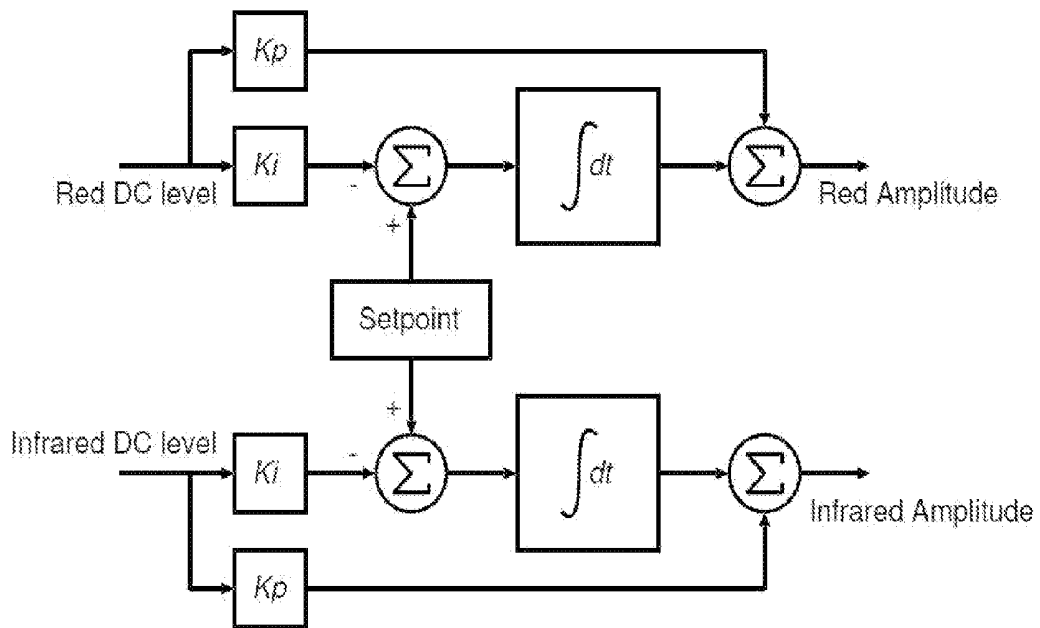 Kp
Ki
Σ
∫dt
Σ
-
+
Red DC level
Red Amplitude
Setpoint
+
Infrared DC level
Ki
-
Σ
∫dt
Σ
Infrared Amplitude
Kp